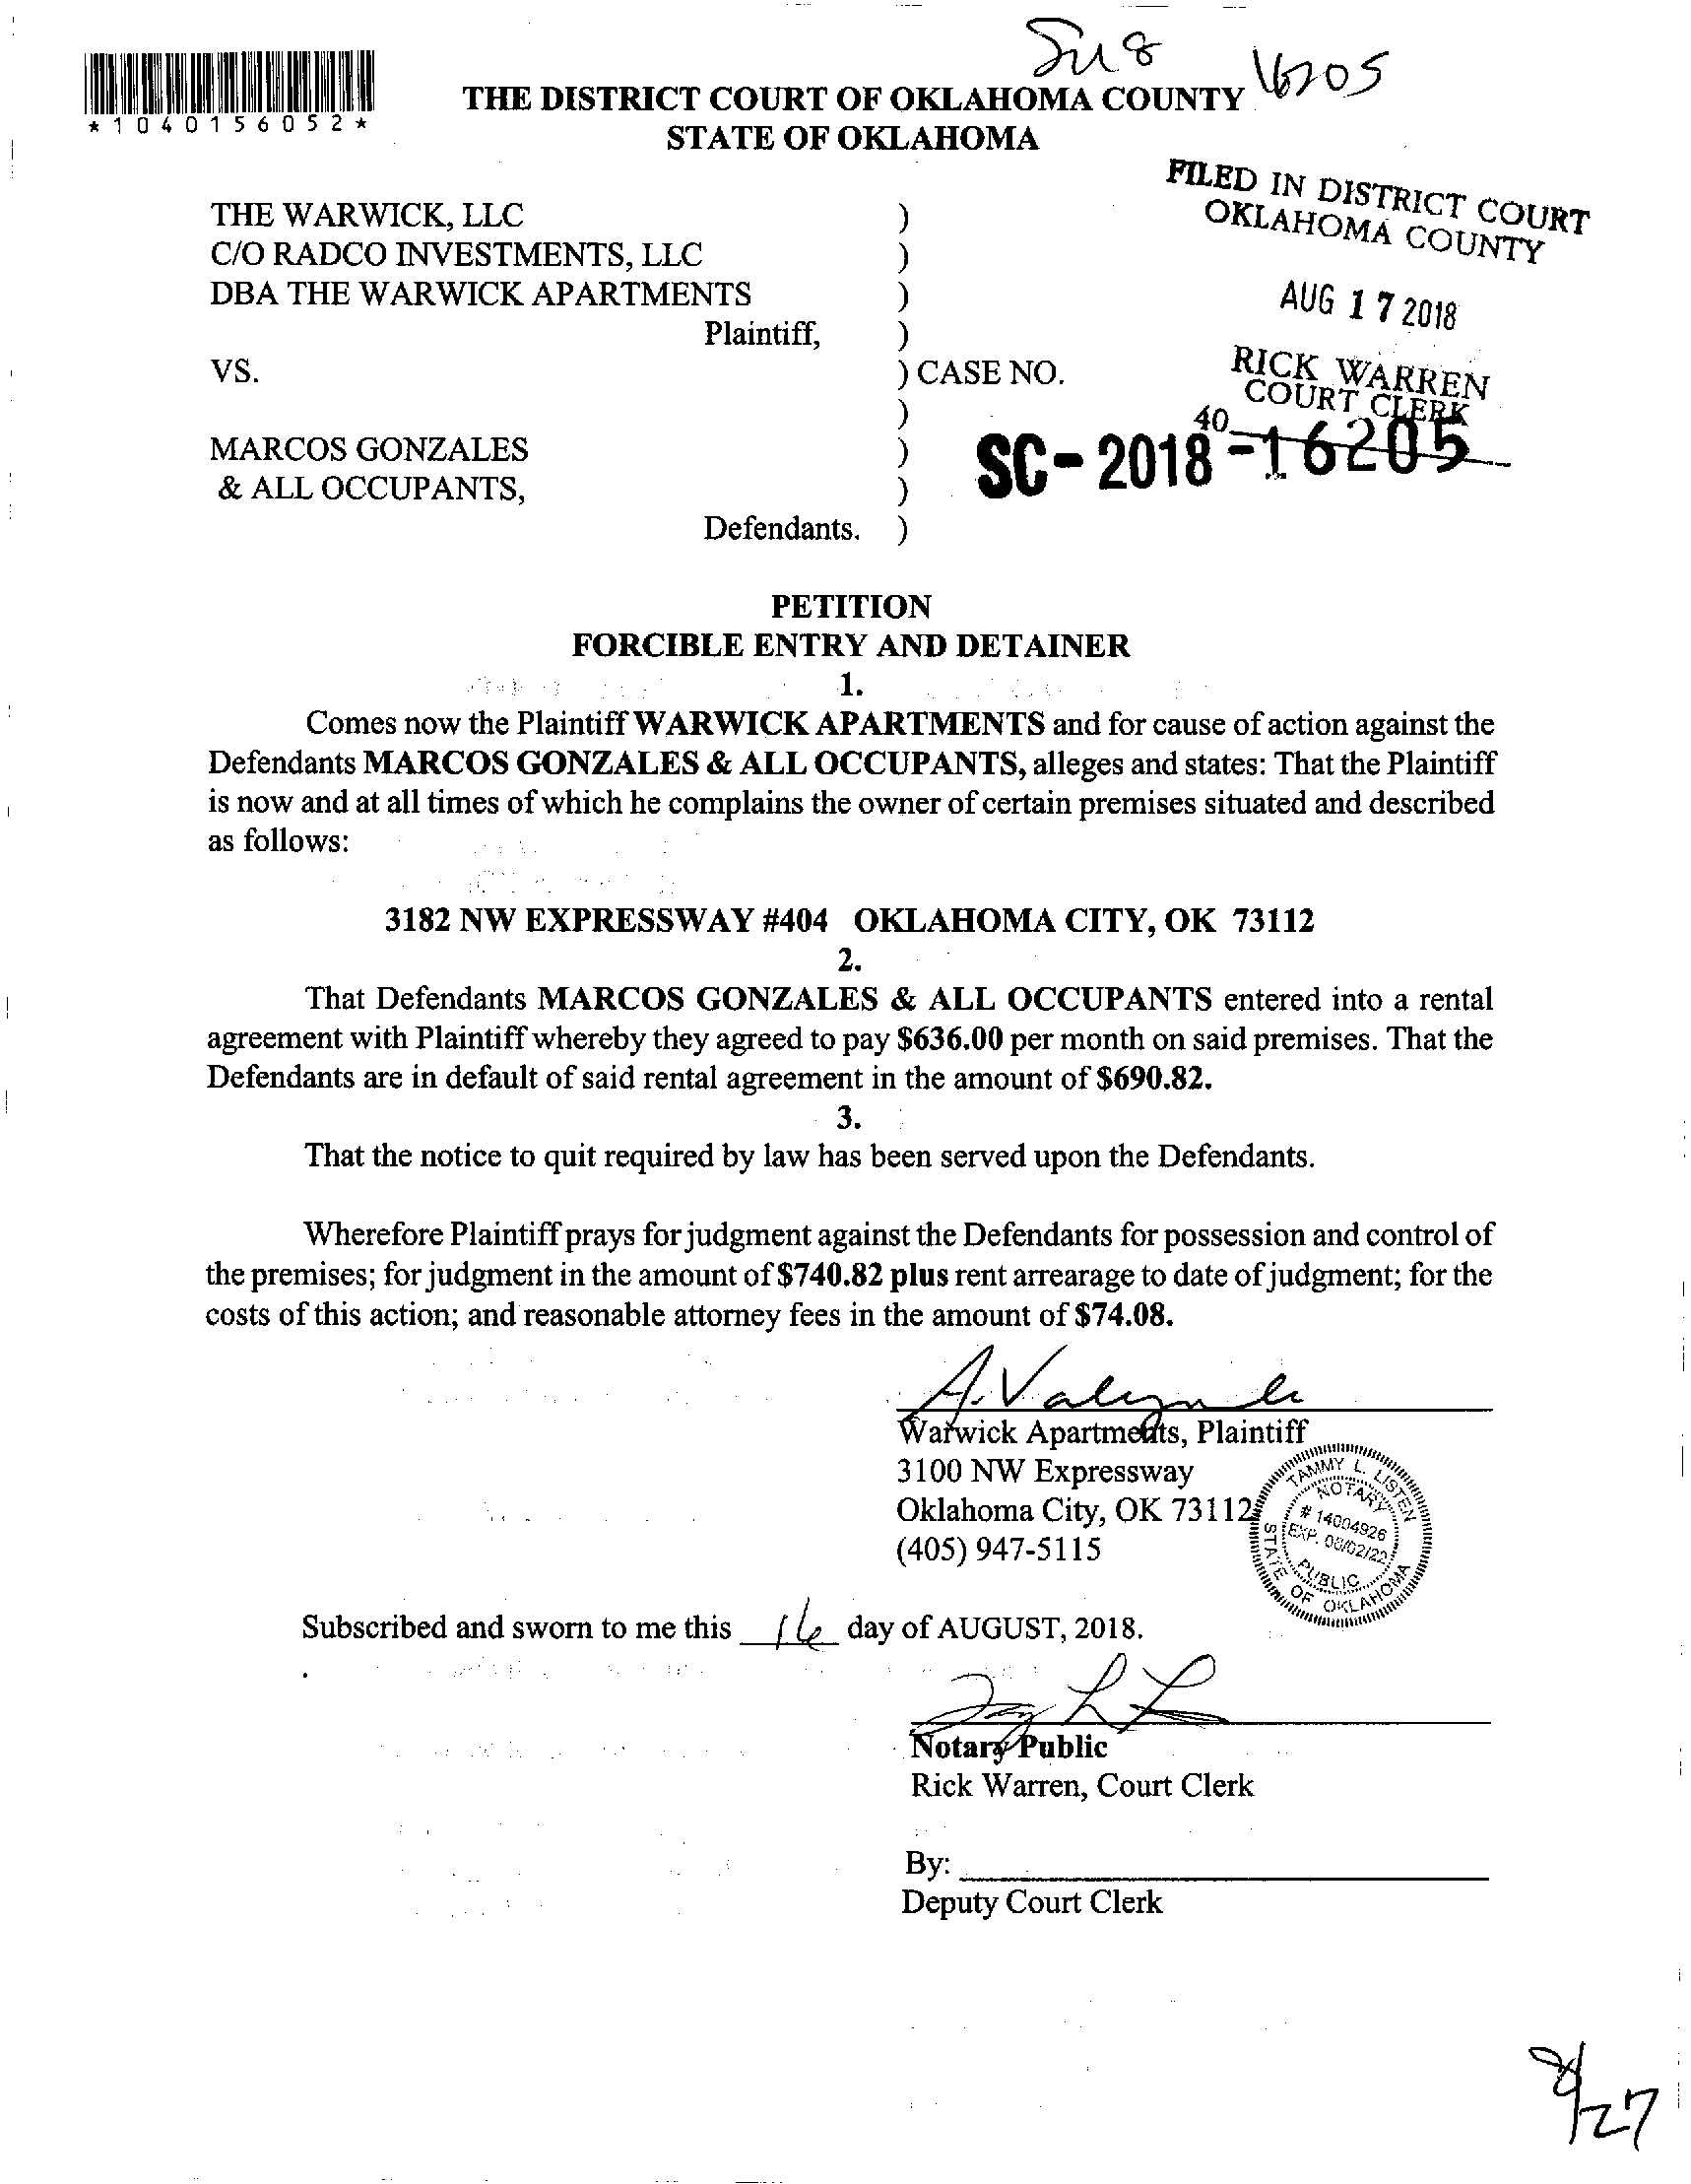 16205
*1040156052*
THE DISTRICT COURT OF OKLAHOMA COUNTY
STATE OF OKLAHOMA
FILED IN DISTRICT COURT
OKLAHOMA COUNTY
AUG 17 2018
RICK WARREN
COURT CLERK
40
THE WARWICK, LLC )
C/O RADCO INVESTMENTS, LLC )
DBA THE WARWICK APARTMENTS )
Plaintiff, )
VS. ) CASE NO.
)
MARCOS GONZALES )
& ALL OCCUPANTS, )
SC-2018-16205
Defendants. )
PETITION
FORCIBLE ENTRY AND DETAINER
1.
Comes now the Plaintiff WARWICK APARTMENTS and for cause of action against the
Defendants MARCOS GONZALES & ALL OCCUPANTS, alleges and states: That the Plaintiff
is now and at all times of which he complains the owner of certain premises situated and described
as follows:
3182 NW EXPRESSWAY #404 OKLAHOMA CITY, OK 73112
2.
That Defendants MARCOS GONZALES & ALL OCCUPANTS entered into a rental
agreement with Plaintiff whereby they agreed to pay $636.00 per month on said premises. That the
Defendants are in default of said rental agreement in the amount of $690.82.
3.
That the notice to quit required by law has been served upon the Defendants.
Wherefore Plaintiff prays for judgment against the Defendants for possession and control of
the premises; for judgment in the amount of $740.82 plus rent arrearage to date of judgment; for the
costs of this action; and reasonable attorney fees in the amount of $74.08.
Warwick Apartments, Plaintiff
3100 NW Expressway
Oklahoma City, OK 73112
(405) 947-5115
TAMMY L. LISTEN
NOTARY
# 14004926
EXP. 06/02/22
PUBLIC
STATE OF OKLAHOMA
Subscribed and sworn to me this 16 day of AUGUST, 2018.
Notary Public
Rick Warren, Court Clerk
By:
Deputy Court Clerk
8/27